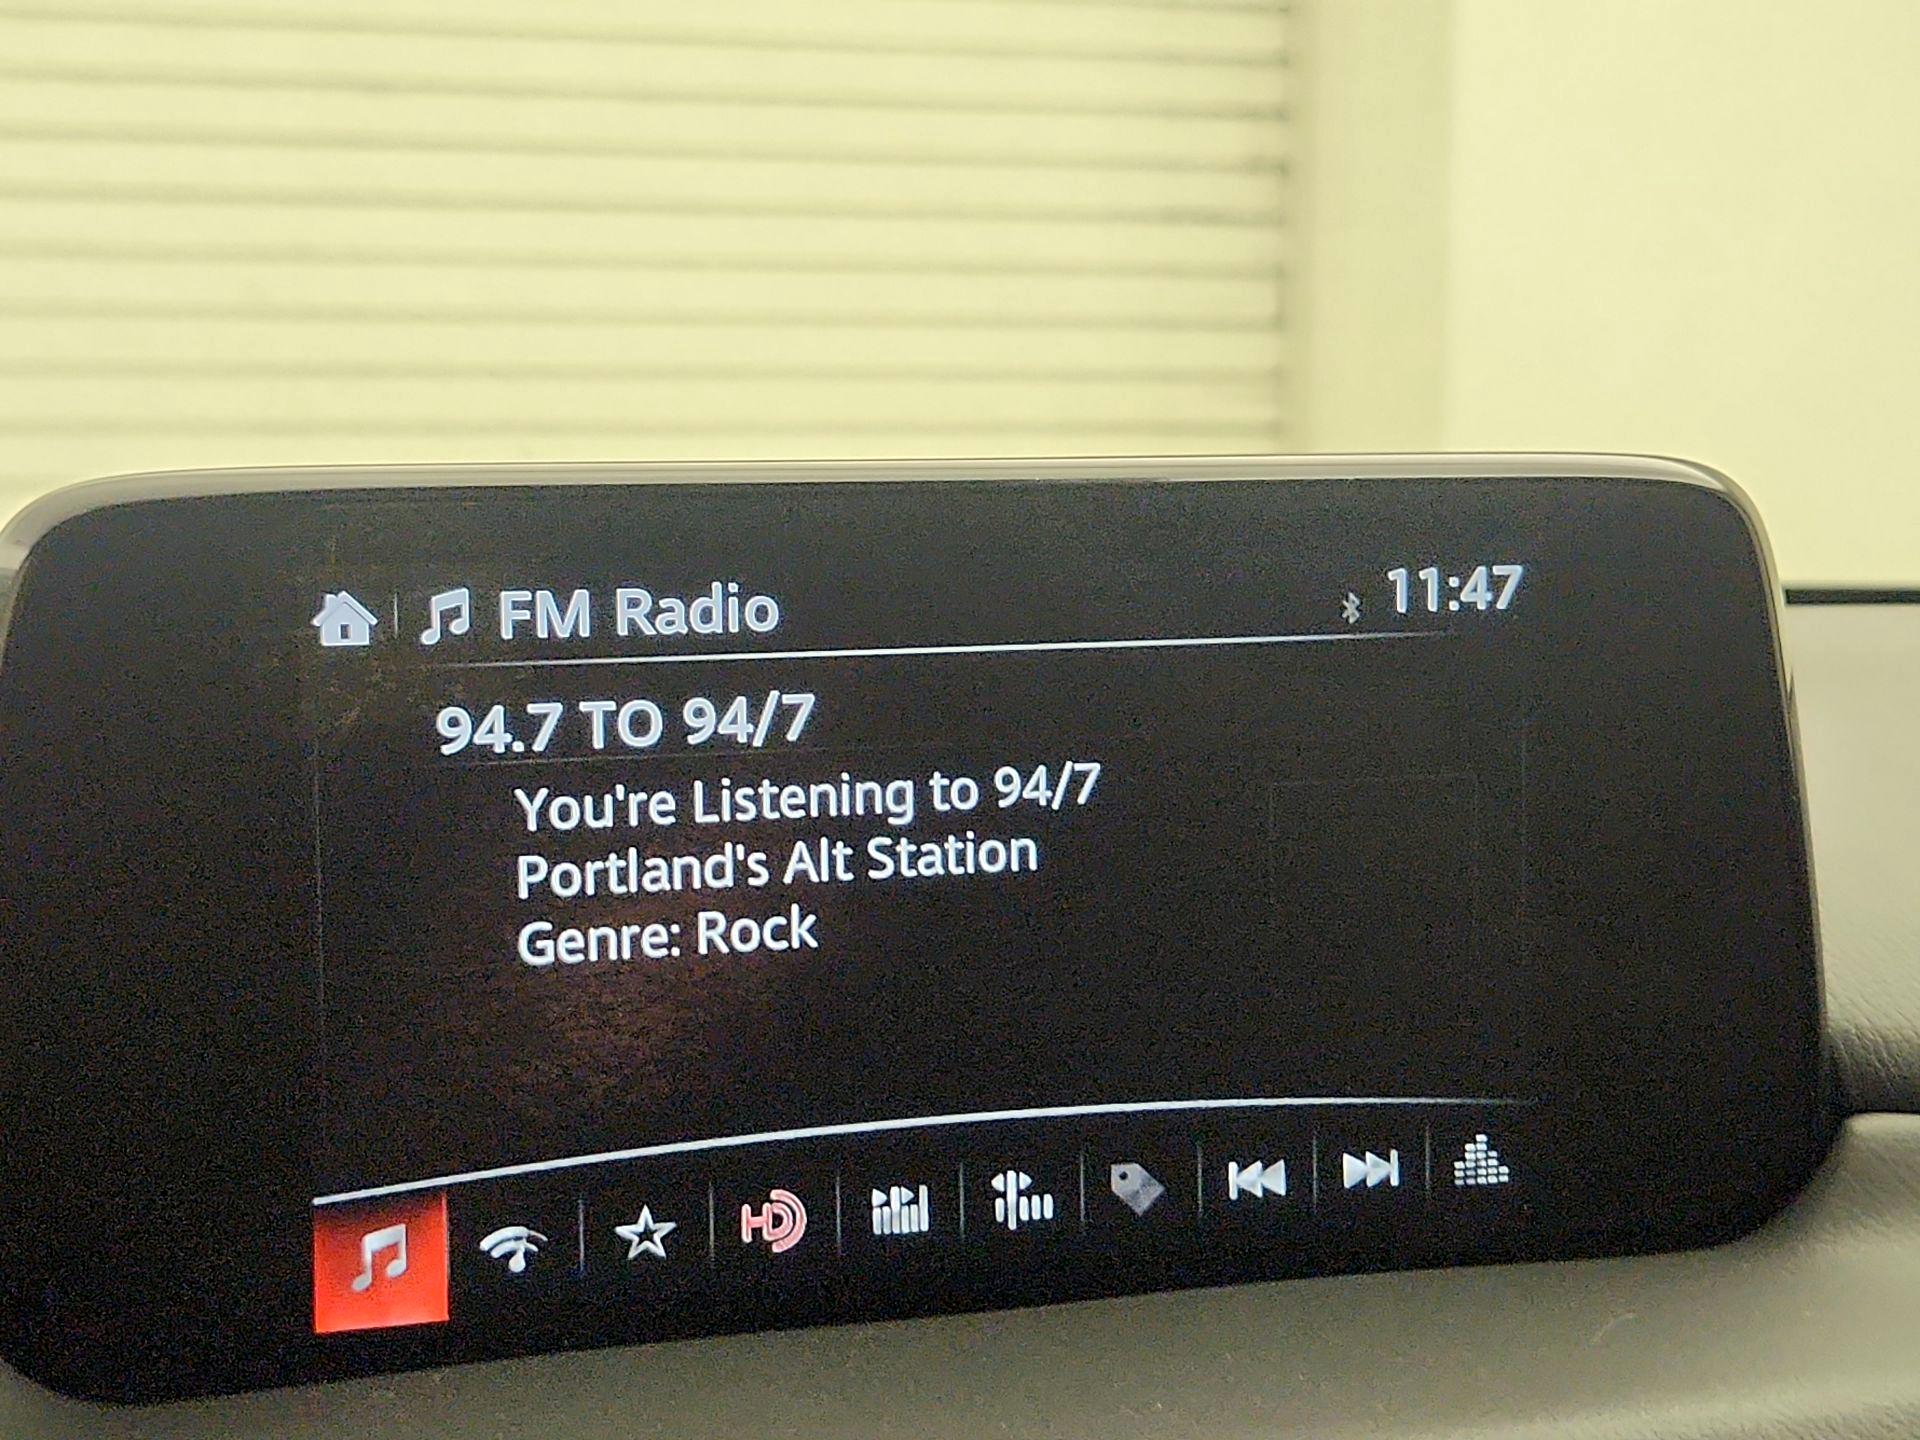 FM Radio
11:47
94.7 TO 94/7
You're Listening to 94/7
Portland's Alt Station
Genre: Rock
HD